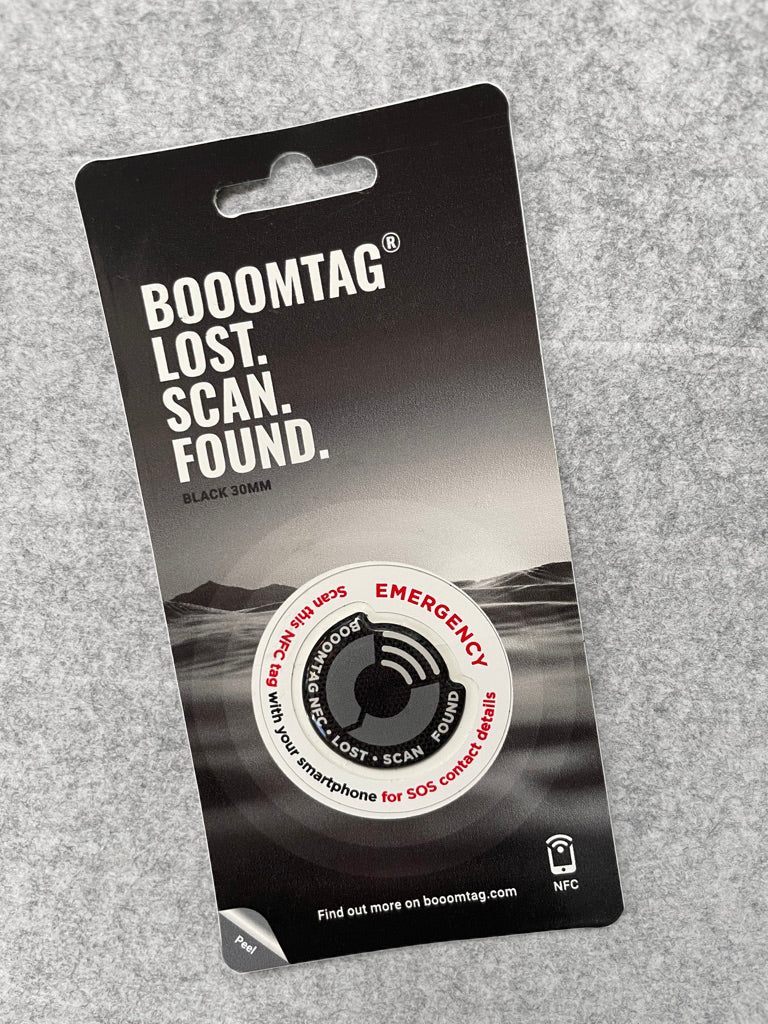 BOOOMTAG®
LOST.
SCAN.
FOUND.
BLACK 30MM
EMERGENCY
Scan this NFC tag with your smartphone for SOS contact details
BOOOMTAG NFC • LOST • SCAN FOUND
NFC
Find out more on booomtag.com
Peel